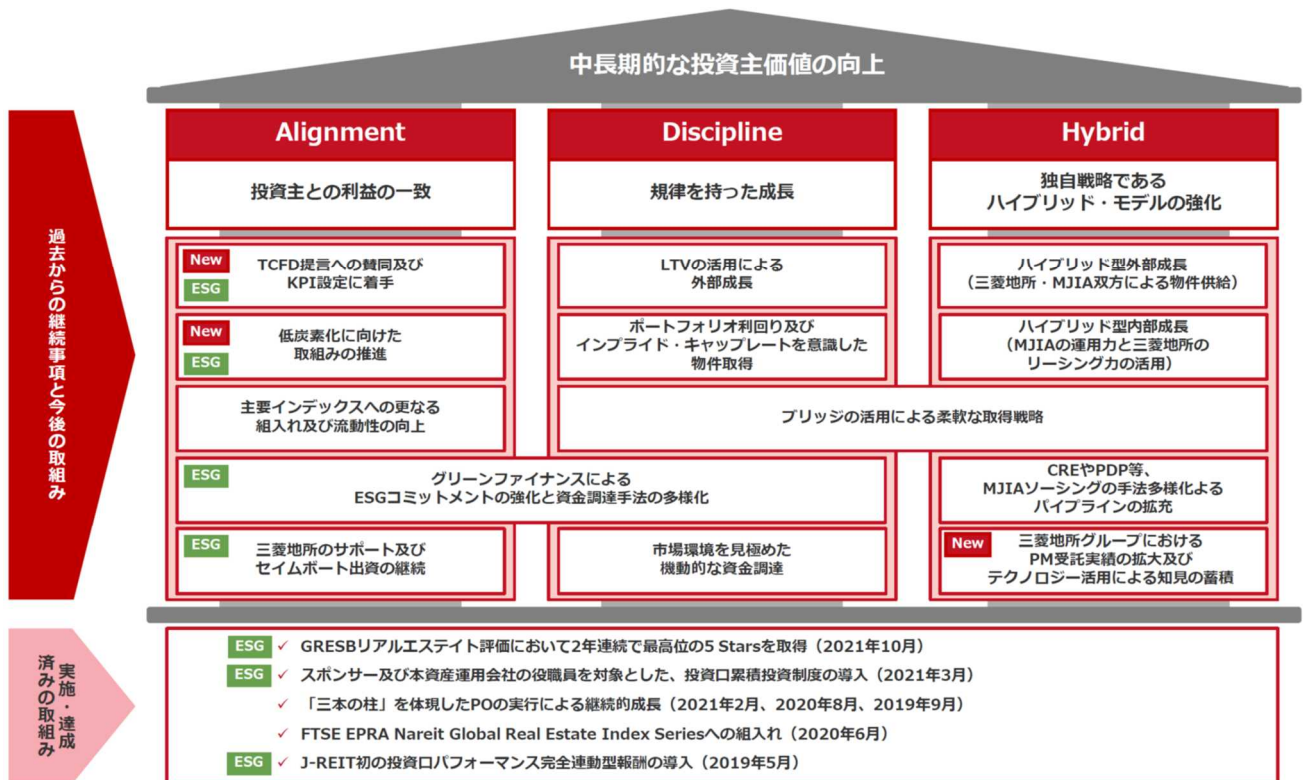 中長期的な投資主価値の向上
過去からの継続事項と今後の取組み
Alignment
投資主との利益の一致
New
ESG
TCFD提言への賛同及び
KPI設定に着手
New
ESG
低炭素化に向けた
取組みの推進
主要インデックスへの更なる
組入れ及び流動性の向上
ESG
グリーンファイナンスによる
ESGコミットメントの強化と資金調達手法の多様化
ESG
三菱地所のサポート及び
セイムボート出資の継続
Discipline
規律を持った成長
LTVの活用による
外部成長
ポートフォリオ利回り及び
インプライド・キャップレートを意識した
物件取得
ブリッジの活用による柔軟な取得戦略
市場環境を見極めた
機動的な資金調達
Hybrid
独自戦略である
ハイブリッド・モデルの強化
ハイブリッド型外部成長
（三菱地所・MJIA双方による物件供給）
ハイブリッド型内部成長
（MJIAの運用力と三菱地所の
リーシング力の活用）
CREやPDP等、
MJIAソーシングの手法多様化よる
パイプラインの拡充
New
三菱地所グループにおける
PM受託実績の拡大及び
テクノロジー活用による知見の蓄積
実施・達成
済みの取組み
ESG ✓ GRESBリアルエステイト評価において2年連続で最高位の5 Starsを取得（2021年10月）
ESG ✓ スポンサー及び本資産運用会社の役職員を対象とした、投資口累積投資制度の導入（2021年3月）
✓ 「三本の柱」を体現したPOの実行による継続的成長（2021年2月、2020年8月、2019年9月）
✓ FTSE EPRA Nareit Global Real Estate Index Seriesへの組入れ（2020年6月）
ESG ✓ J-REIT初の投資口パフォーマンス完全連動型報酬の導入（2019年5月）